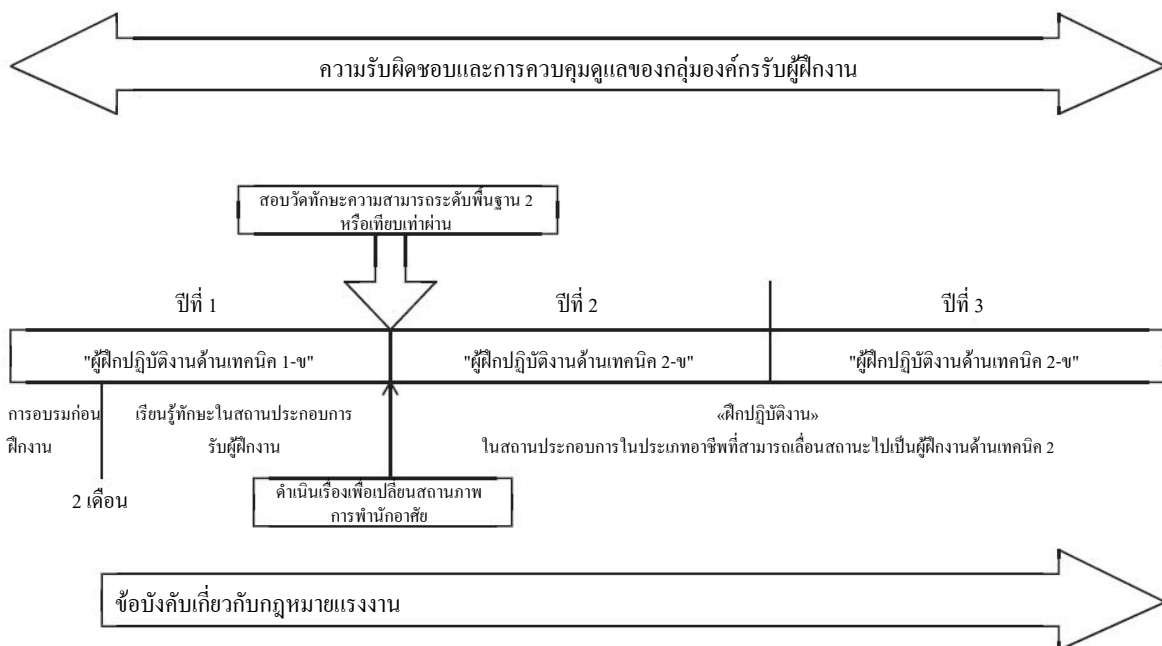 ความรับผิดชอบและการควบคุมดูแลของกลุ่มองค์กรรับผู้ฝึกงาน
สอบวัดทักษะความสามารถระดับพื้นฐาน 2
หรือเทียบเท่าผ่าน
ปีที่ 1
ปีที่ 2
ปีที่ 3
"ผู้ฝึกปฏิบัติงานด้านเทคนิค 1-ข"
"ผู้ฝึกปฏิบัติงานด้านเทคนิค 2-ข"
"ผู้ฝึกปฏิบัติงานด้านเทคนิค 2-ข"
การอบรมก่อน
ฝึกงาน
เรียนรู้ทักษะในสถานประกอบการ
รับผู้ฝึกงาน
«ฝึกปฏิบัติงาน»
ในสถานประกอบการในประเภทอาชีพที่สามารถเลื่อนสถานะไปเป็นผู้ฝึกงานด้านเทคนิค 2
2 เดือน
ดำเนินเรื่องเพื่อเปลี่ยนสถานภาพ
การพำนักอาศัย
ข้อบังคับเกี่ยวกับกฎหมายแรงงาน